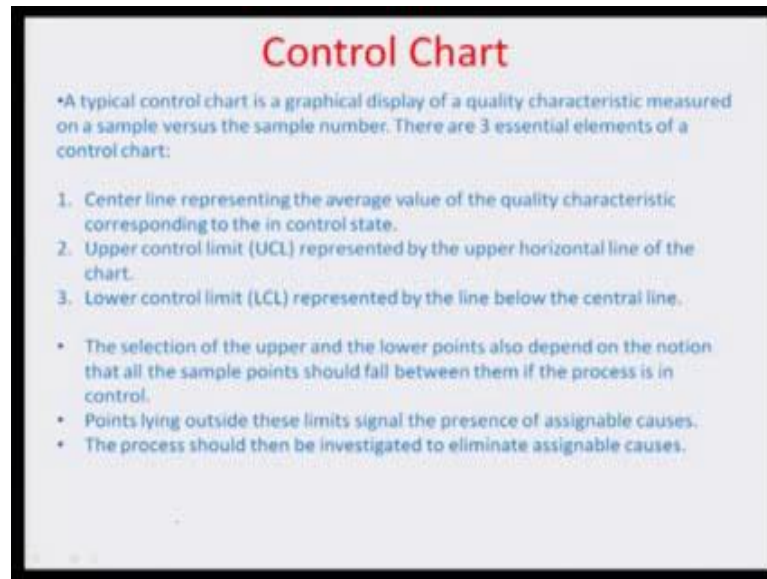 Control Chart
•A typical control chart is a graphical display of a quality characteristic measured
on a sample versus the sample number. There are 3 essential elements of a
control chart:
1. Center line representing the average value of the quality characteristic
corresponding to the in control state.
2. Upper control limit (UCL) represented by the upper horizontal line of the
chart.
3. Lower control limit (LCL) represented by the line below the central line.
• The selection of the upper and the lower points also depend on the notion
that all the sample points should fall between them if the process is in
control.
• Points lying outside these limits signal the presence of assignable causes.
• The process should then be investigated to eliminate assignable causes.